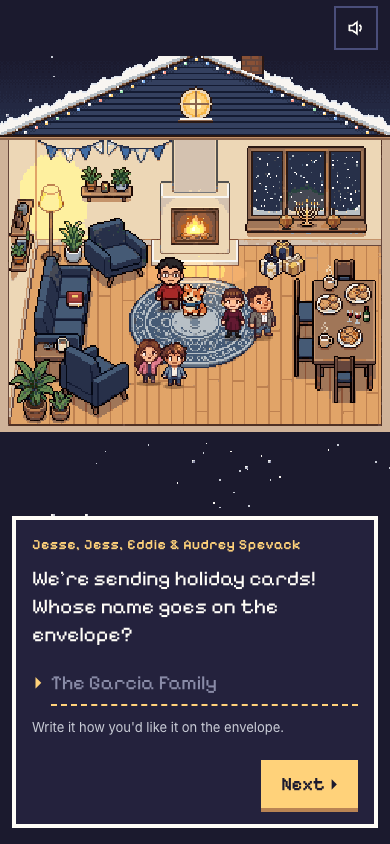 Jesse, Jess, Eddie & Audrey Spevack
We're sending holiday cards!
Whose name goes on the
envelope?
The Garcia Family
Write it how you'd like it on the envelope.
Next